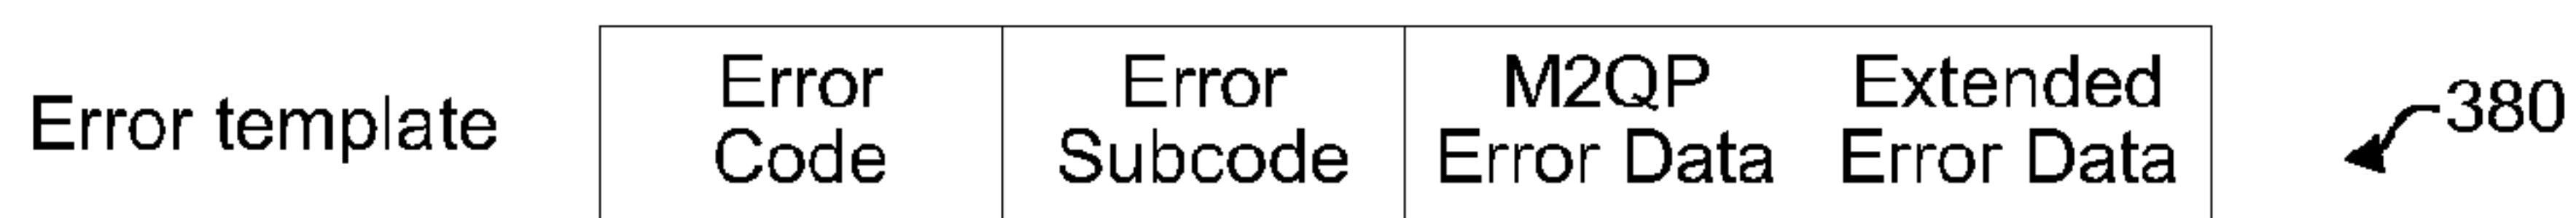 Error template
Error Code
Error Subcode
M2QP Error Data
Extended Error Data
380